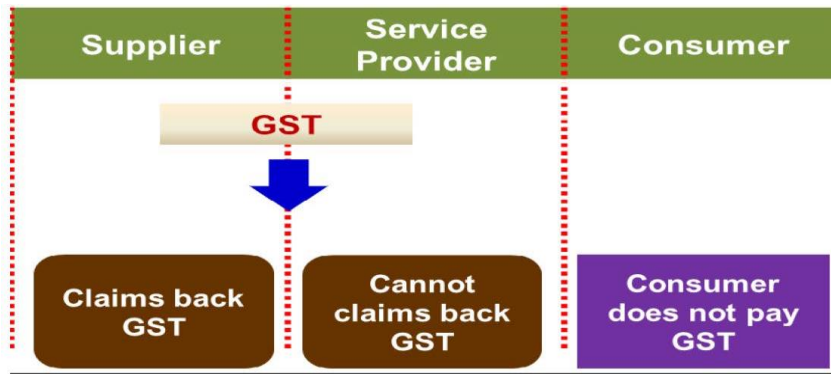 Supplier
Service
Provider
Consumer
GST
Claims back
GST
Cannot
claims back
GST
Consumer
does not pay
GST